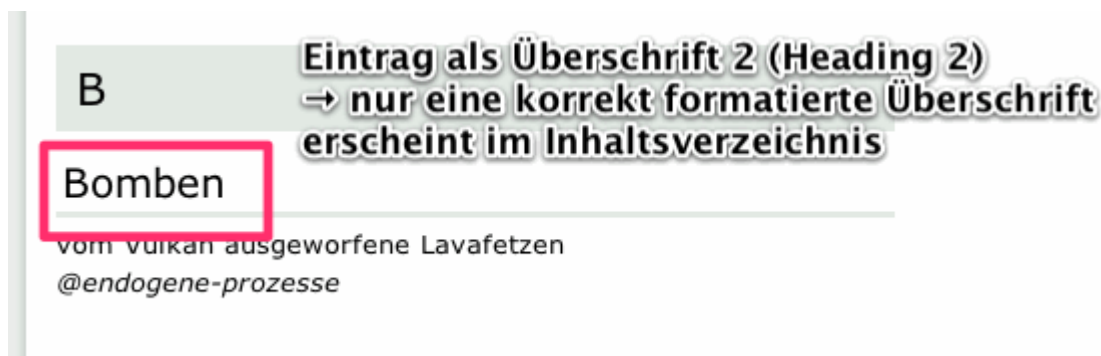 Eintrag als Überschrift 2 (Heading 2)
B
→ nur eine korrekt formatierte Überschrift
erscheint im Inhaltsverzeichnis
Bomben
vom Vulkan ausgeworfene Lavafetzen
@endogene-prozesse